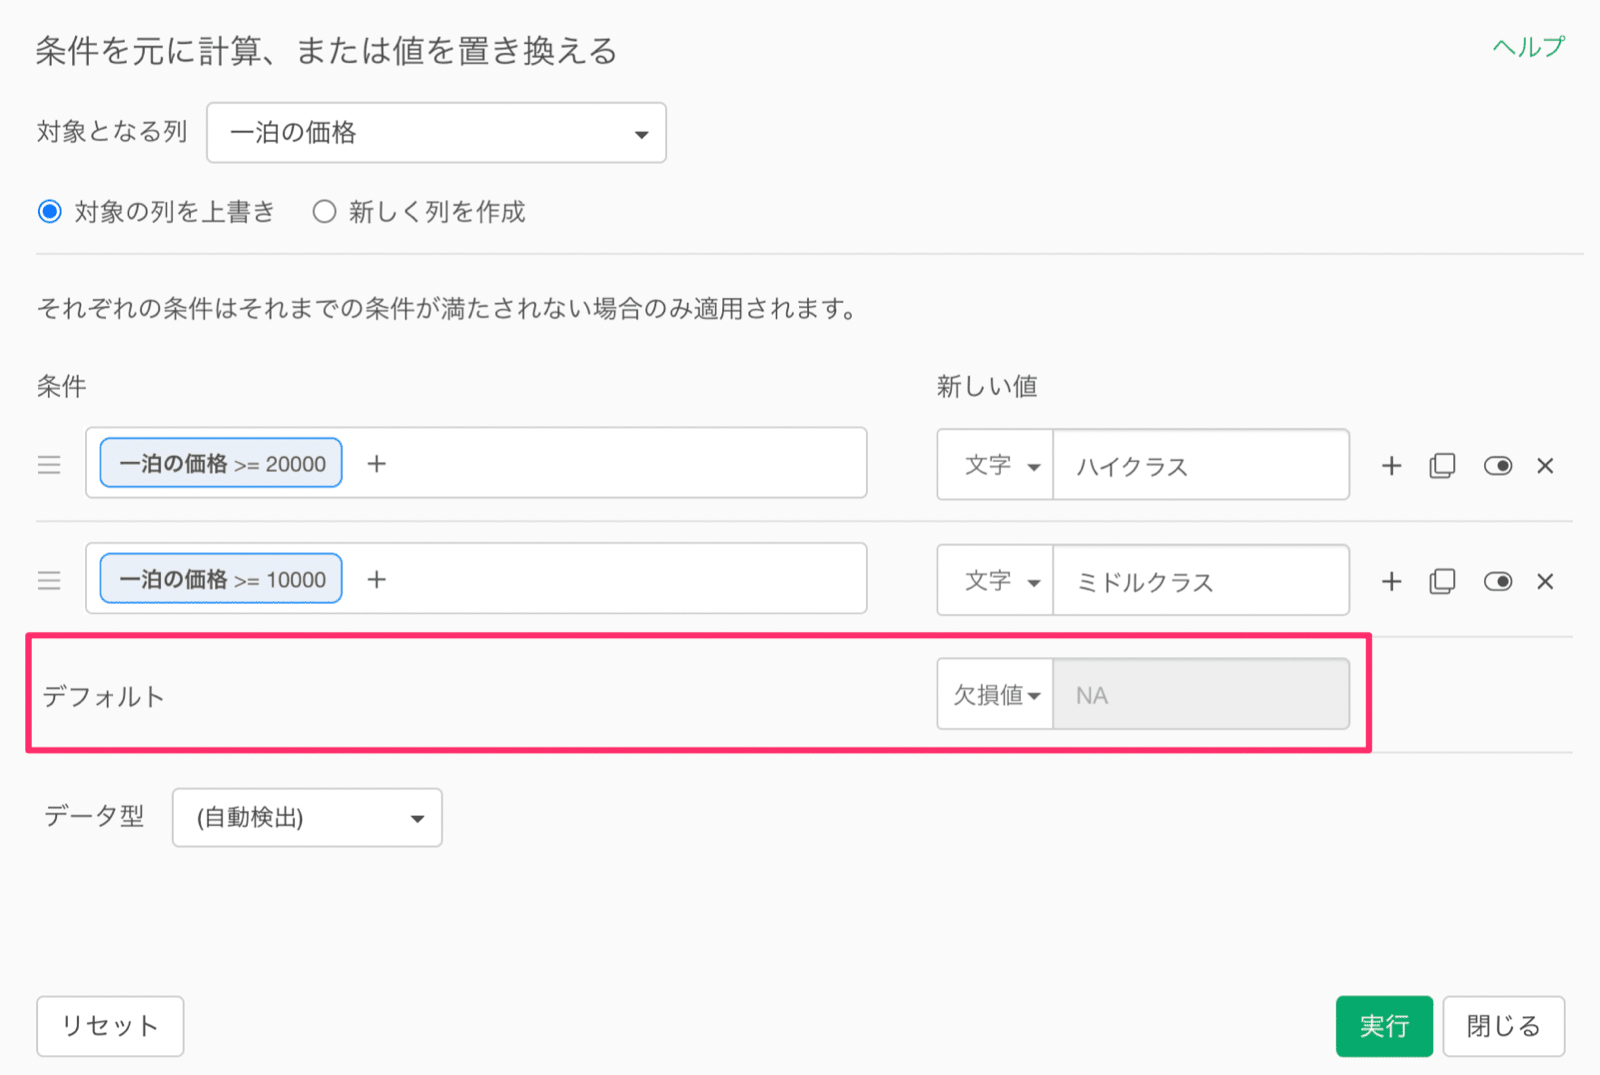 条件を元に計算、または値を置き換える
ヘルプ
対象となる列 一泊の価格
対象の列を上書き 新しく列を作成
それぞれの条件はそれまでの条件が満たされない場合のみ適用されます。
条件 新しい値
一泊の価格 >= 20000 + 文字 ハイクラス
一泊の価格 >= 10000 + 文字 ミドルクラス
デフォルト 欠損値 NA
データ型 (自動検出)
リセット 実行 閉じる